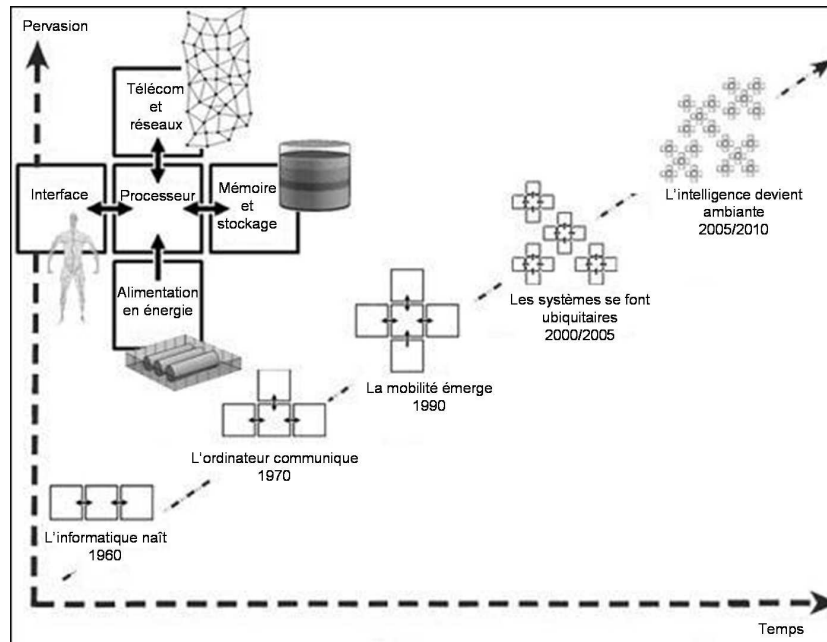 Pervasion
Télécom
et
réseaux
Interface
Processeur
Mémoire
et
stockage
Alimentation
en énergie
L'intelligence devient
ambiante
2005/2010
Les systèmes se font
ubiquitaires
2000/2005
La mobilité émerge
1990
L'ordinateur communique
1970
L'informatique naît
1960
Temps